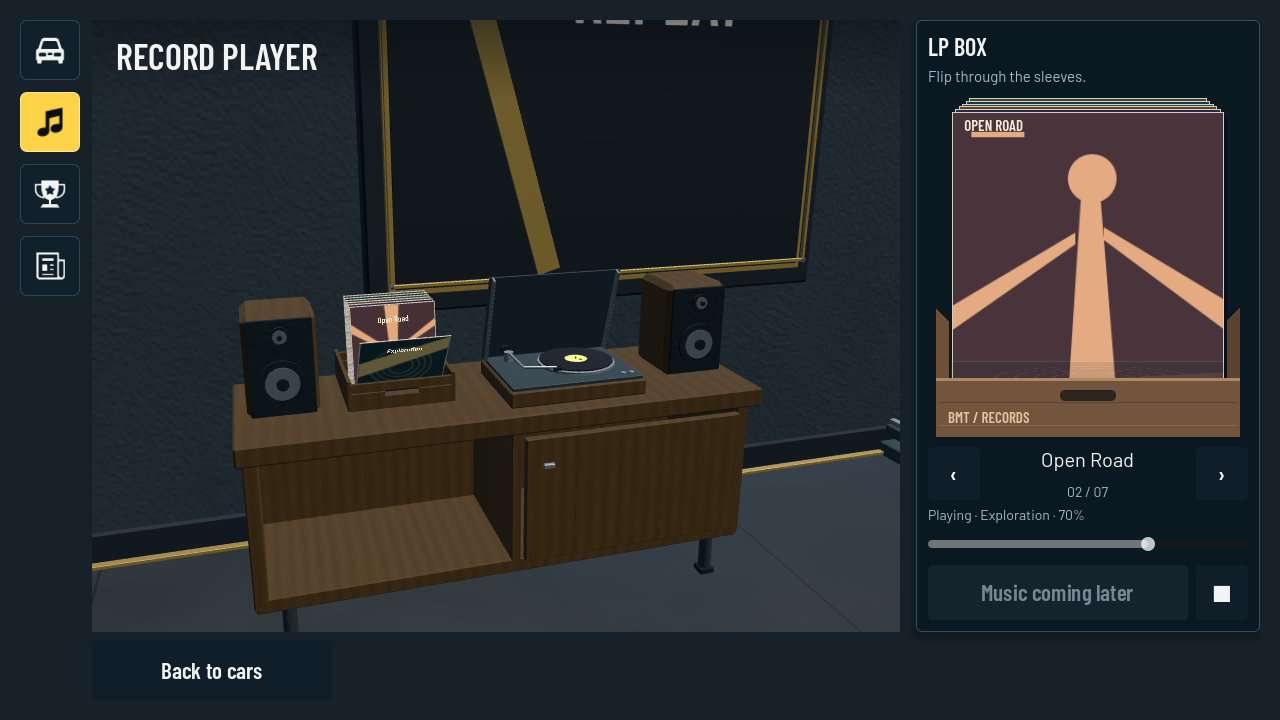 RECORD PLAYER
Open Road
Exploration
Back to cars
LP BOX
Flip through the sleeves.
OPEN ROAD
BMT / RECORDS
‹
Open Road
›
02 / 07
Playing · Exploration · 70%
Music coming later